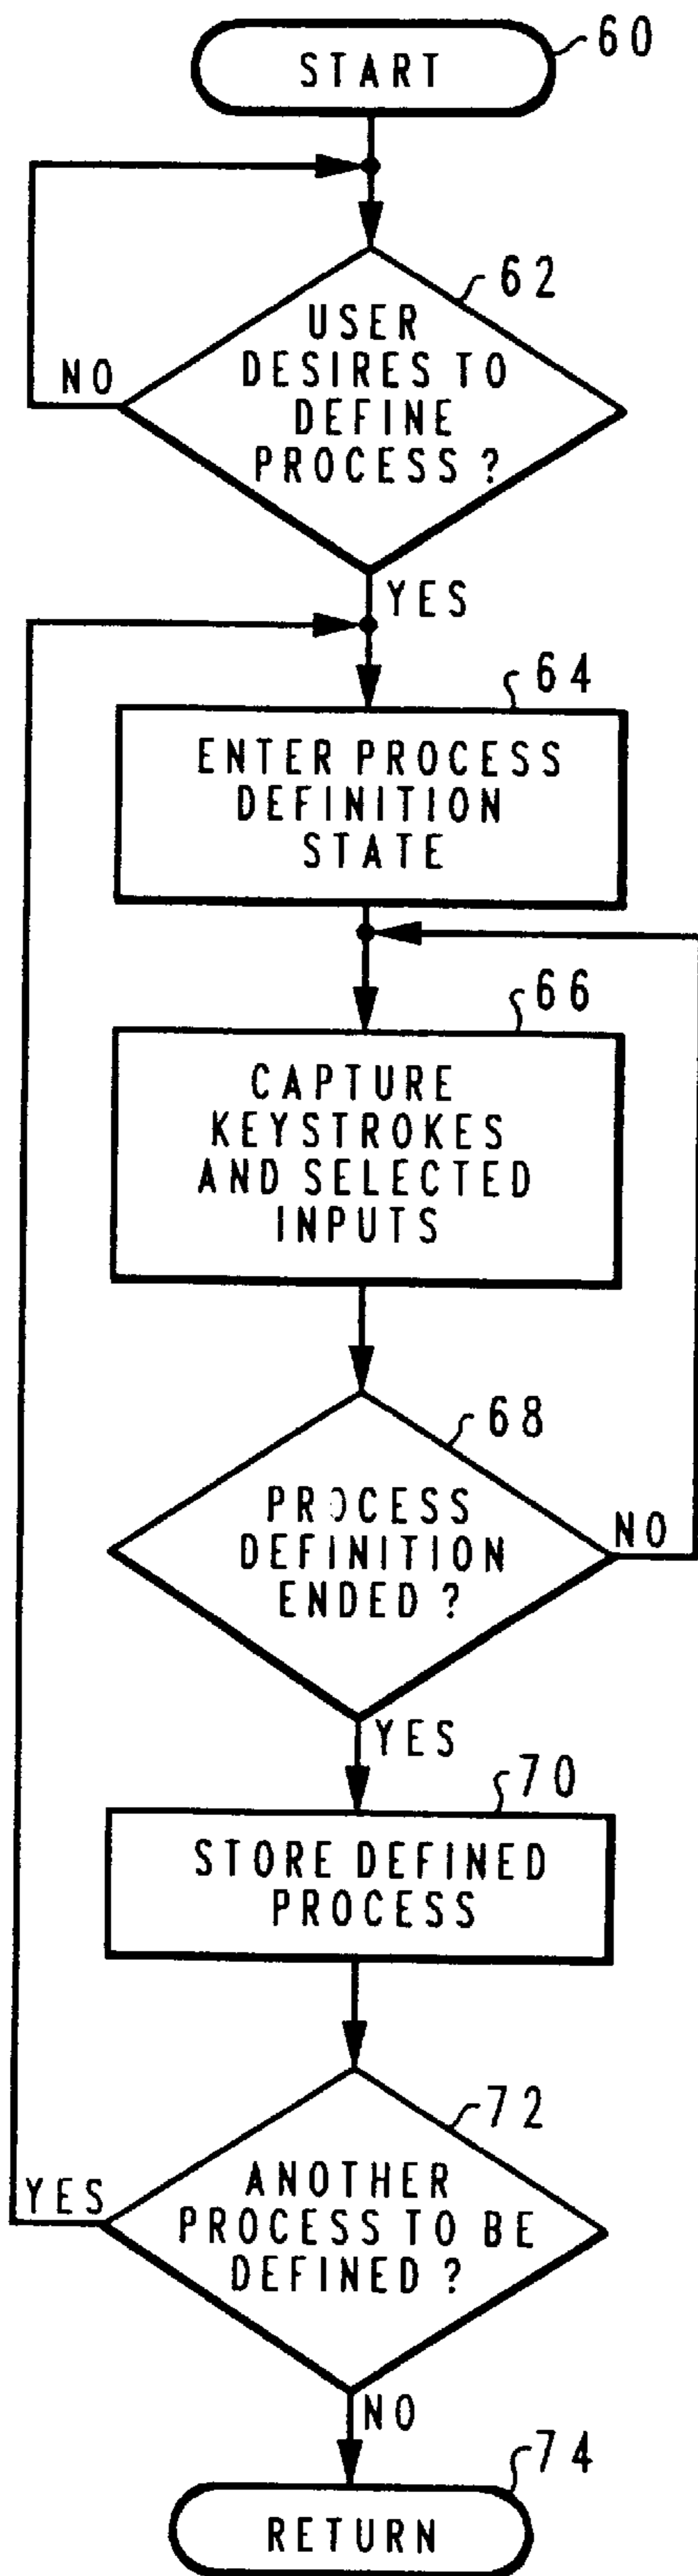 60
START
62
USER
DESIRES TO
DEFINE
PROCESS ?
NO
YES
64
ENTER PROCESS
DEFINITION
STATE
66
CAPTURE
KEYSTROKES
AND SELECTED
INPUTS
68
PROCESS
DEFINITION
ENDED ?
NO
YES
70
STORE DEFINED
PROCESS
72
ANOTHER
PROCESS TO BE
DEFINED ?
YES
NO
74
RETURN